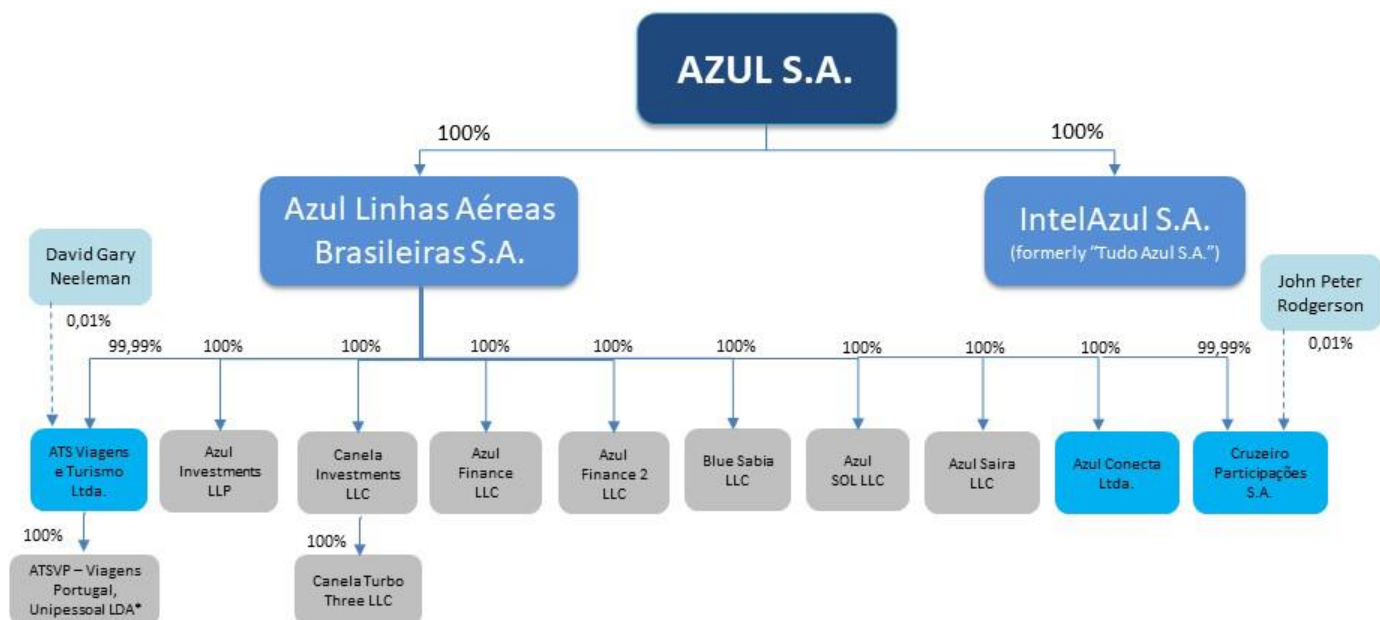 AZUL S.A.
100%
100%
Azul Linhas Aéreas
Brasileiras S.A.
IntelAzul S.A.
(formerly “Tudo Azul S.A.”)
David Gary
Neeleman
John Peter
Rodgerson
0,01%
0,01%
99,99%
100%
100%
100%
100%
100%
100%
100%
100%
99,99%
ATS Viagens
e Turismo
Ltda.
Azul
Investments
LLP
Canela
Investments
LLC
Azul
Finance
LLC
Azul
Finance 2
LLC
Blue Sabia
LLC
Azul
SOL LLC
Azul Saira
LLC
Azul Conecta
Ltda.
Cruzeiro
Participações
S.A.
100%
100%
ATSVP – Viagens
Portugal,
Unipessoal LDA*
Canela Turbo
Three LLC